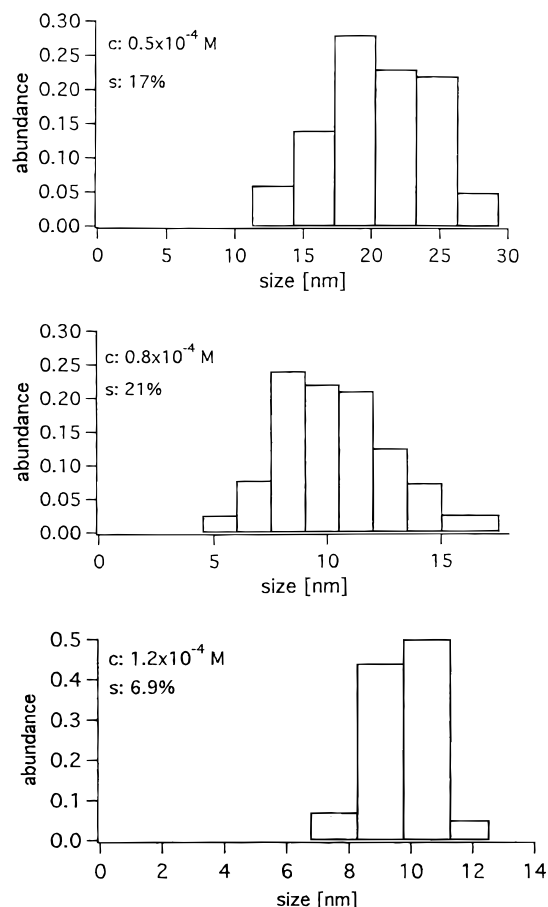 0.30
c: 0.5x10⁻⁴ M
0.25
s: 17%
0.20
0.15
0.10
0.05
0.00
abundance
0 5 10 15 20 25 30
size [nm]
0.30
c: 0.8x10⁻⁴ M
0.25
s: 21%
0.20
0.15
0.10
0.05
0.00
abundance
0 5 10 15
size [nm]
0.5
c: 1.2x10⁻⁴ M
0.4
s: 6.9%
0.3
0.2
0.1
0.0
abundance
0 2 4 6 8 10 12 14
size [nm]